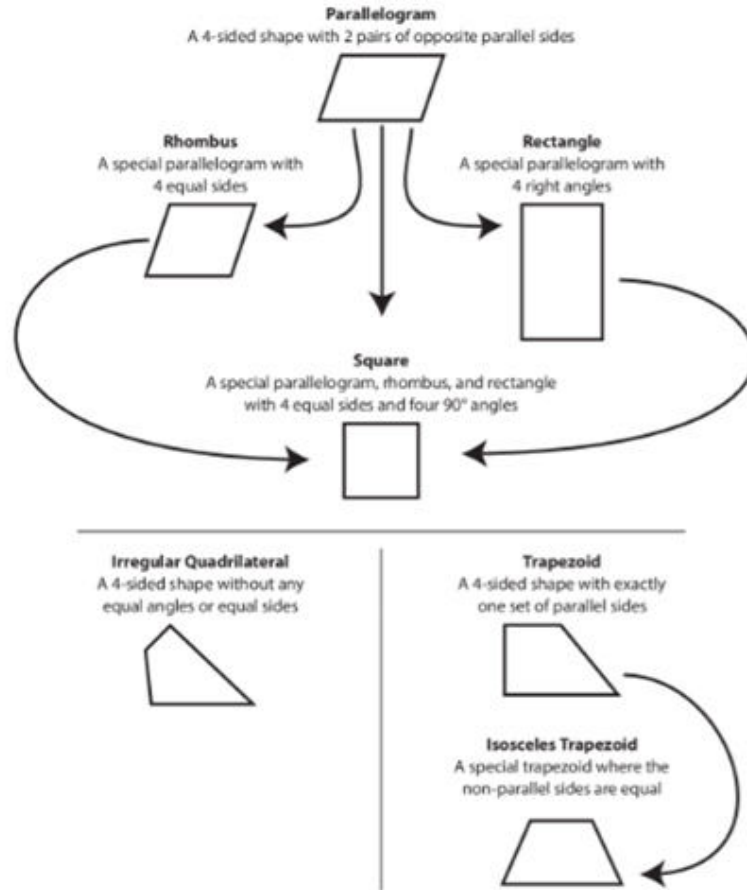 Parallelogram
A 4-sided shape with 2 pairs of opposite parallel sides
Rhombus
A special parallelogram with
4 equal sides
Rectangle
A special parallelogram with
4 right angles
Square
A special parallelogram, rhombus, and rectangle
with 4 equal sides and four 90° angles
Irregular Quadrilateral
A 4-sided shape without any
equal angles or equal sides
Trapezoid
A 4-sided shape with exactly
one set of parallel sides
Isosceles Trapezoid
A special trapezoid where the
non-parallel sides are equal